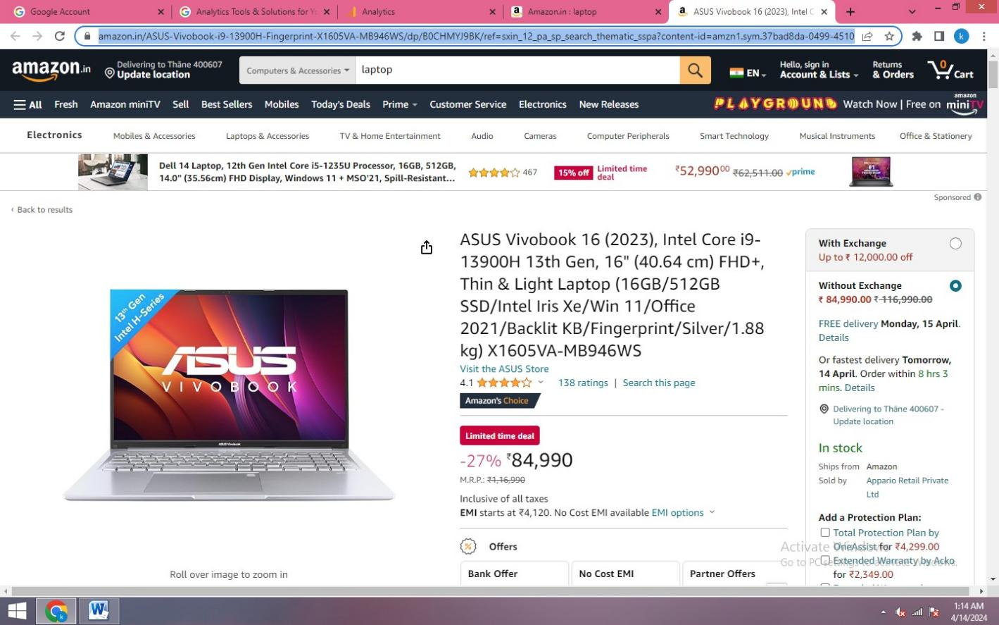 Google Account
Analytics Tools & Solutions for Yo
Analytics
Amazon.in : laptop
ASUS Vivobook 16 (2023), Intel C
amazon.in/ASUS-Vivobook-i9-13900H-Fingerprint-X1605VA-MB946WS/dp/B0CHMYJ9BK/ref=sxin_12_pa_sp_search_thematic_sspa?content-id=amzn1.sym.37bad8da-0499-4510
k
amazon.in
Delivering to Thāne 400607
Update location
Computers & Accessories
laptop
EN
Hello, sign in
Account & Lists
Returns
& Orders
0
Cart
All Fresh Amazon miniTV Sell Best Sellers Mobiles Today's Deals Prime Customer Service Electronics New Releases
PLAYGROUND Watch Now | Free on amazon miniTV
Electronics Mobiles & Accessories Laptops & Accessories TV & Home Entertainment Audio Cameras Computer Peripherals Smart Technology Musical Instruments Office & Stationery
Dell 14 Laptop, 12th Gen Intel Core i5-1235U Processor, 16GB, 512GB,
14.0" (35.56cm) FHD Display, Windows 11 + MSO'21, Spill-Resistant...
467
15% off
Limited time
deal
₹52,990.00 ₹62,511.00 prime
Sponsored
‹ Back to results
13th Gen
Intel H-Series
ASUS
VIVOBOOK
ASUS Vivobook
Roll over image to zoom in
ASUS Vivobook 16 (2023), Intel Core i9-
13900H 13th Gen, 16" (40.64 cm) FHD+,
Thin & Light Laptop (16GB/512GB
SSD/Intel Iris Xe/Win 11/Office
2021/Backlit KB/Fingerprint/Silver/1.88
kg) X1605VA-MB946WS
Visit the ASUS Store
4.1 138 ratings | Search this page
Amazon's Choice
Limited time deal
-27% ₹84,990
M.R.P.: ₹1,16,990
Inclusive of all taxes
EMI starts at ₹4,120. No Cost EMI available EMI options
Offers
Bank Offer
No Cost EMI
Partner Offers
With Exchange
Up to ₹ 12,000.00 off
Without Exchange
₹ 84,990.00 ₹ 116,990.00
FREE delivery Monday, 15 April.
Details
Or fastest delivery Tomorrow,
14 April. Order within 8 hrs 3
mins. Details
Delivering to Thāne 400607 -
Update location
In stock
Ships from Amazon
Sold by Appario Retail Private
Ltd
Add a Protection Plan:
Total Protection Plan by
OneAssist for ₹4,299.00
Extended Warranty by Acko
for ₹2,349.00
Activate Windows
Go to PC settings to activate Windows.
1:14 AM
4/14/2024